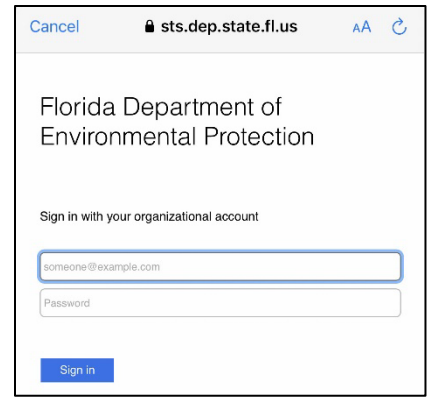 Cancel sts.dep.state.fl.us AA
Florida Department of
Environmental Protection
Sign in with your organizational account
someone@example.com
Password
Sign in